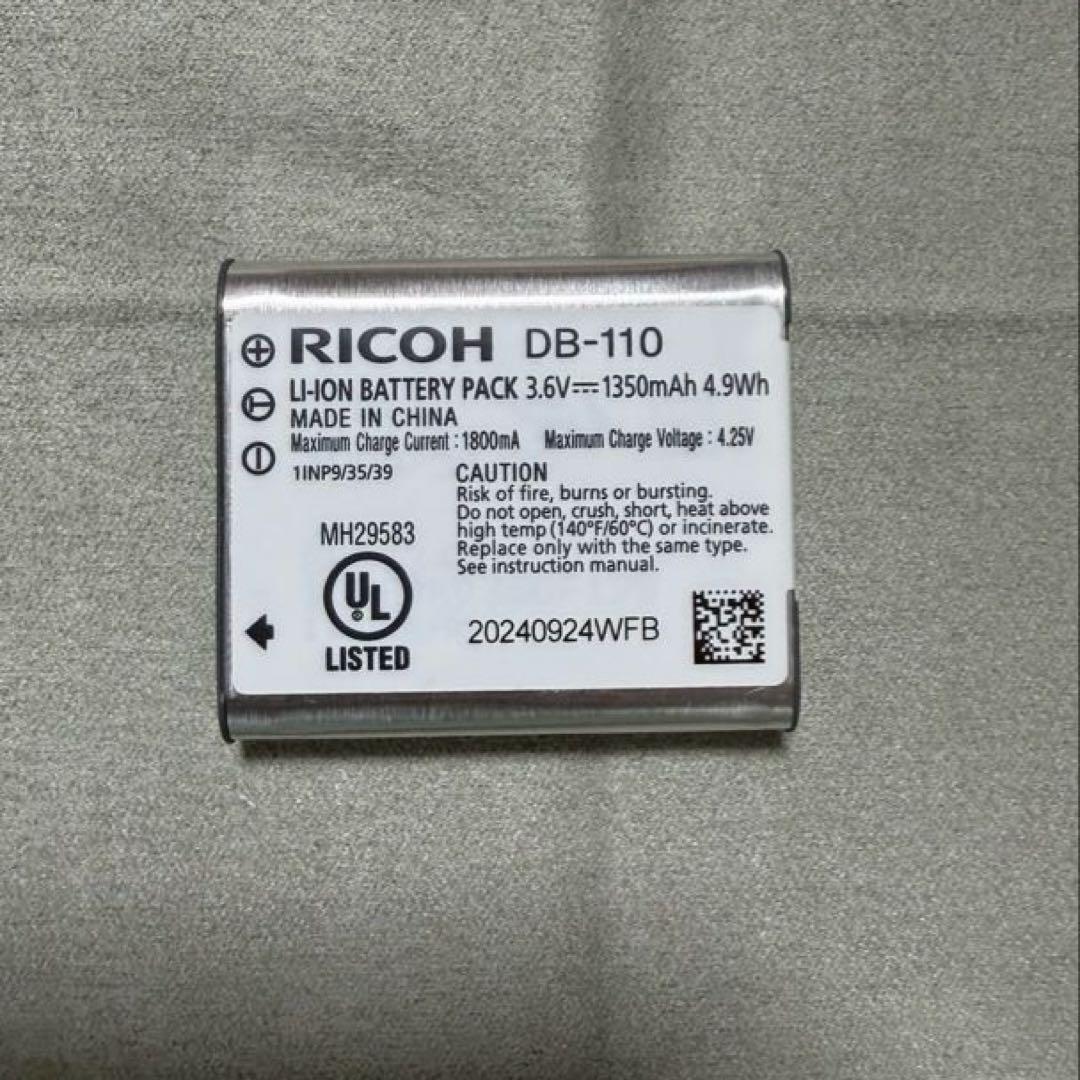 RICOH DB-110
LI-ION BATTERY PACK 3.6V⎓1350mAh 4.9Wh
MADE IN CHINA
Maximum Charge Current : 1800mA Maximum Charge Voltage : 4.25V
1INP9/35/39
CAUTION
Risk of fire, burns or bursting.
Do not open, crush, short, heat above
high temp (140°F/60°C) or incinerate.
Replace only with the same type.
See instruction manual.
MH29583
UL
LISTED
20240924WFB